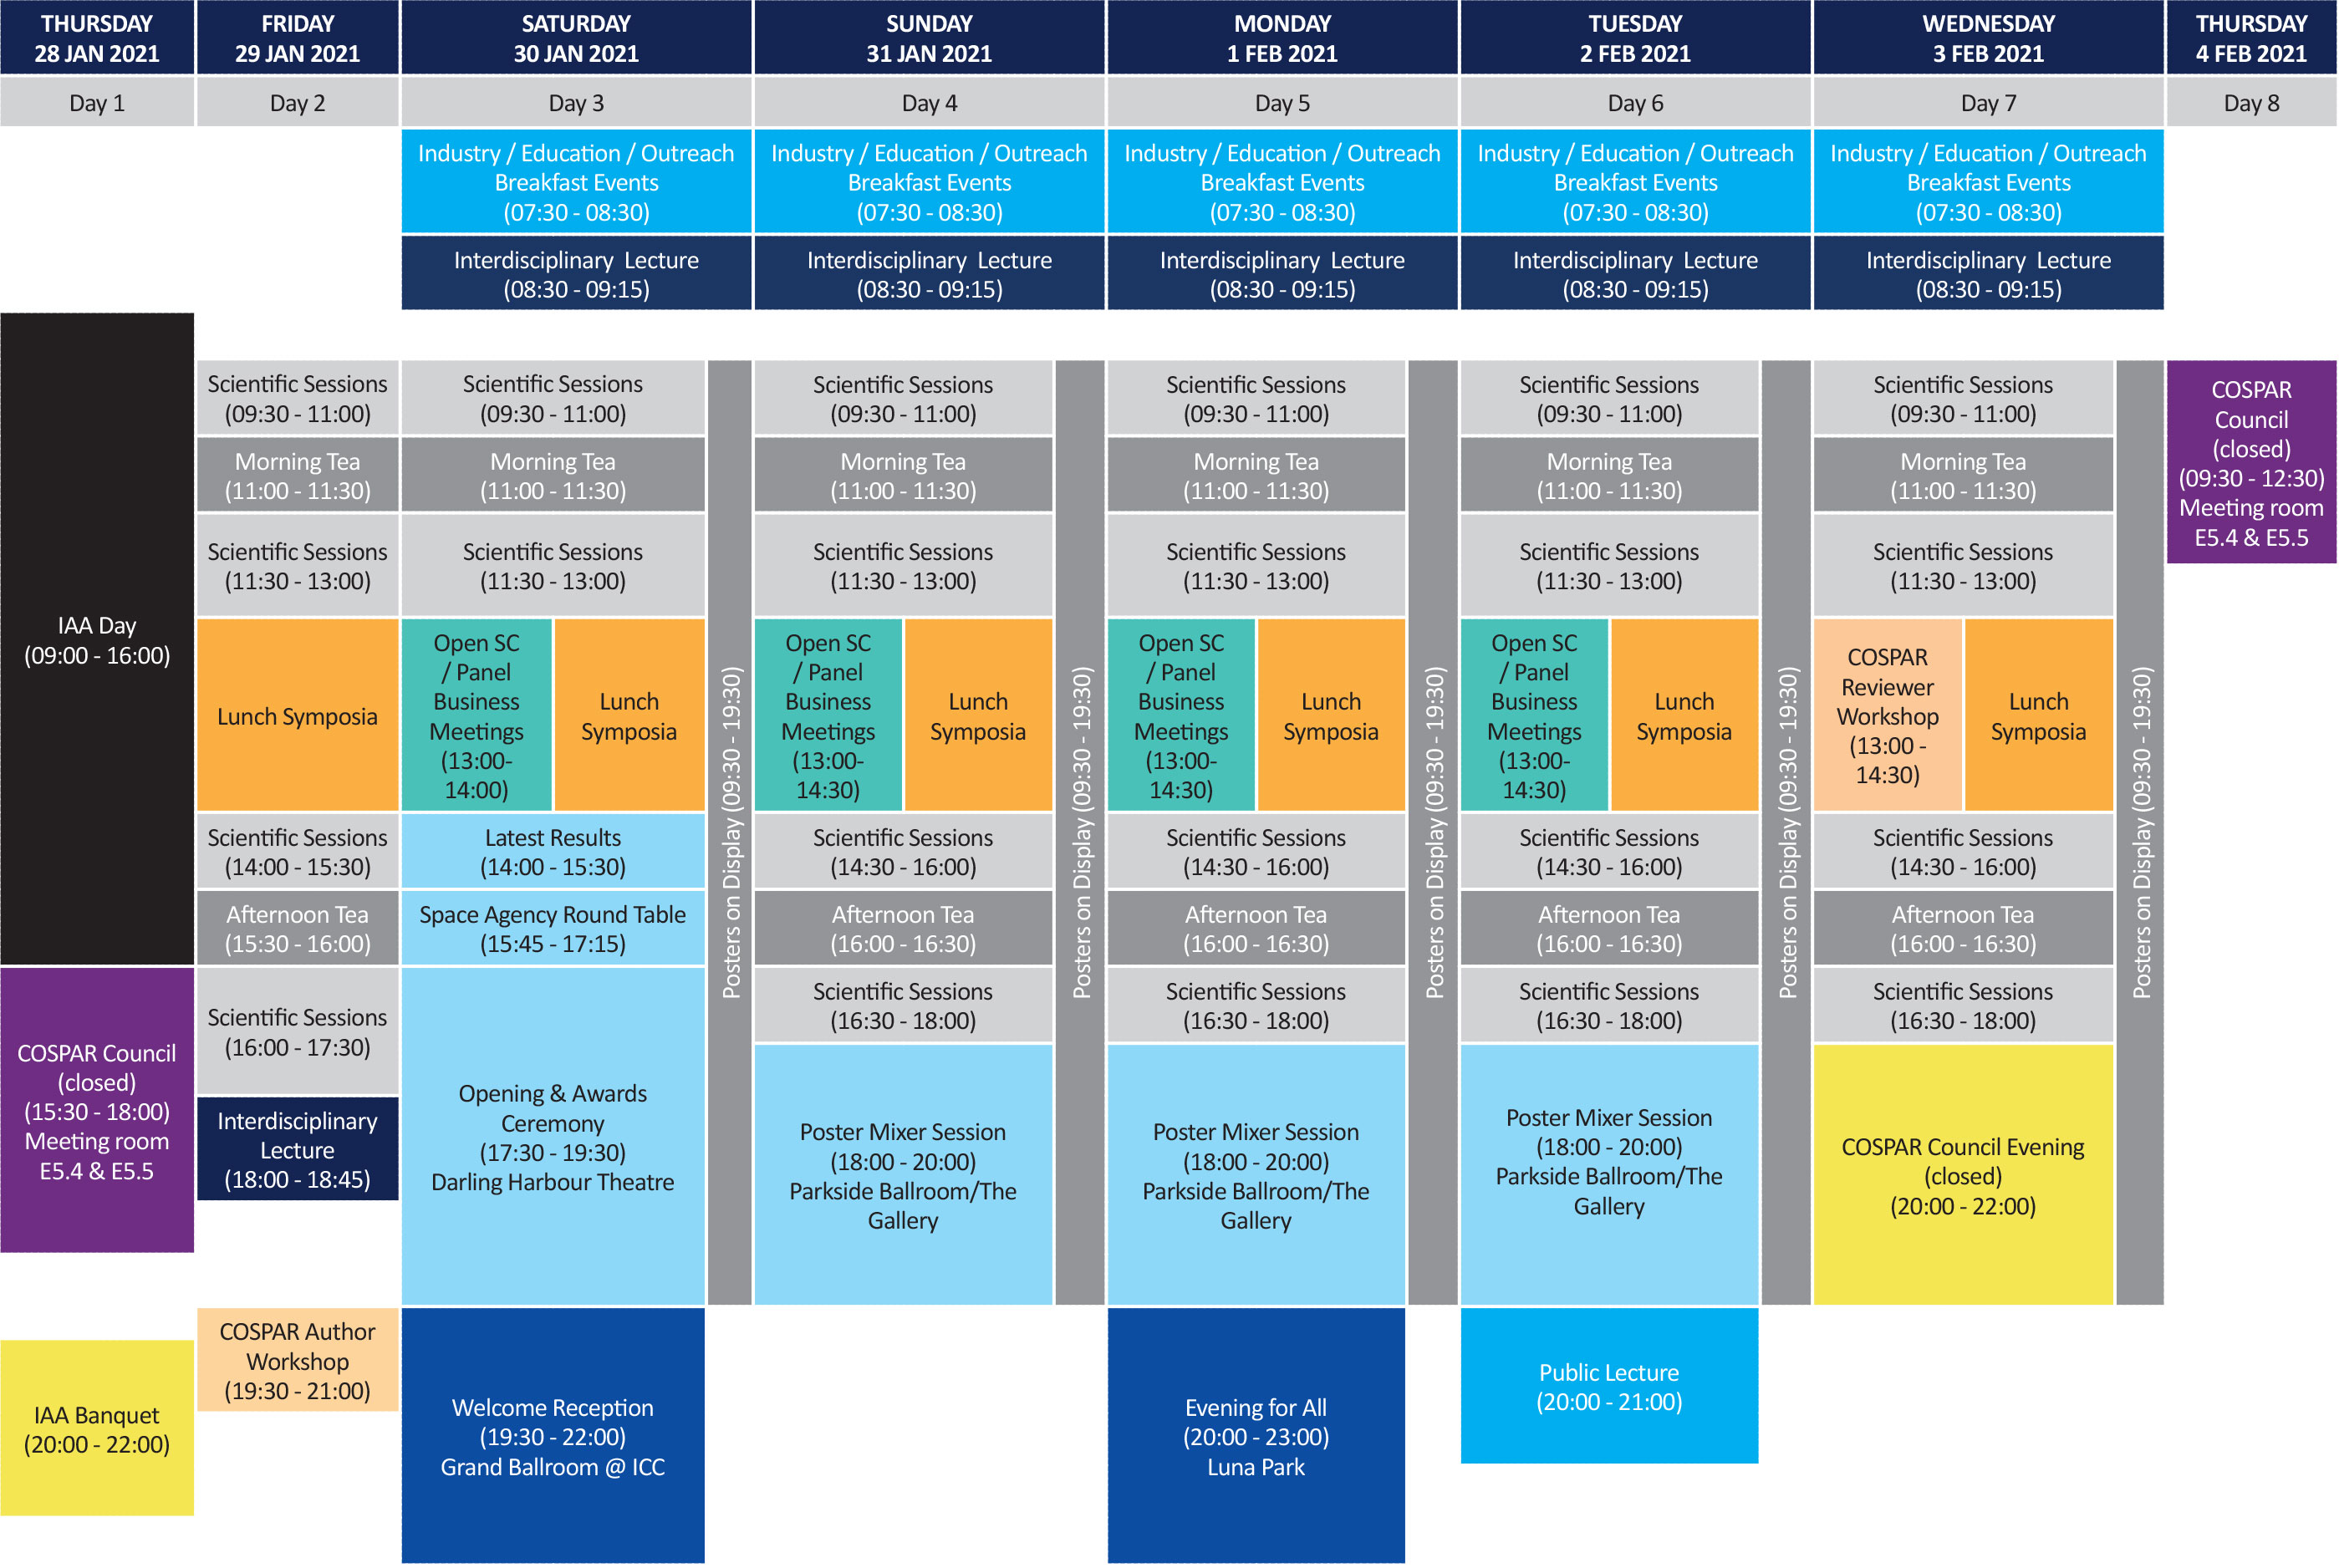 THURSDAY
28 JAN 2021
FRIDAY
29 JAN 2021
SATURDAY
30 JAN 2021
SUNDAY
31 JAN 2021
MONDAY
1 FEB 2021
TUESDAY
2 FEB 2021
WEDNESDAY
3 FEB 2021
THURSDAY
4 FEB 2021
Day 1
Day 2
Day 3
Day 4
Day 5
Day 6
Day 7
Day 8
Industry / Education / Outreach
Breakfast Events
(07:30 - 08:30)
Industry / Education / Outreach
Breakfast Events
(07:30 - 08:30)
Industry / Education / Outreach
Breakfast Events
(07:30 - 08:30)
Industry / Education / Outreach
Breakfast Events
(07:30 - 08:30)
Industry / Education / Outreach
Breakfast Events
(07:30 - 08:30)
Interdisciplinary Lecture
(08:30 - 09:15)
Interdisciplinary Lecture
(08:30 - 09:15)
Interdisciplinary Lecture
(08:30 - 09:15)
Interdisciplinary Lecture
(08:30 - 09:15)
Interdisciplinary Lecture
(08:30 - 09:15)
IAA Day
(09:00 - 16:00)
COSPAR Council
(closed)
(15:30 - 18:00)
Meeting room
E5.4 & E5.5
IAA Banquet
(20:00 - 22:00)
Scientific Sessions
(09:30 - 11:00)
Morning Tea
(11:00 - 11:30)
Scientific Sessions
(11:30 - 13:00)
Lunch Symposia
Scientific Sessions
(14:00 - 15:30)
Afternoon Tea
(15:30 - 16:00)
Scientific Sessions
(16:00 - 17:30)
Interdisciplinary
Lecture
(18:00 - 18:45)
COSPAR Author
Workshop
(19:30 - 21:00)
Scientific Sessions
(09:30 - 11:00)
Morning Tea
(11:00 - 11:30)
Scientific Sessions
(11:30 - 13:00)
Open SC
/ Panel
Business
Meetings
(13:00-
14:00)
Lunch
Symposia
Latest Results
(14:00 - 15:30)
Space Agency Round Table
(15:45 - 17:15)
Opening & Awards
Ceremony
(17:30 - 19:30)
Darling Harbour Theatre
Welcome Reception
(19:30 - 22:00)
Grand Ballroom @ ICC
Posters on Display (09:30 - 19:30)
Scientific Sessions
(09:30 - 11:00)
Morning Tea
(11:00 - 11:30)
Scientific Sessions
(11:30 - 13:00)
Open SC
/ Panel
Business
Meetings
(13:00-
14:30)
Lunch
Symposia
Scientific Sessions
(14:30 - 16:00)
Afternoon Tea
(16:00 - 16:30)
Scientific Sessions
(16:30 - 18:00)
Poster Mixer Session
(18:00 - 20:00)
Parkside Ballroom/The
Gallery
Posters on Display (09:30 - 19:30)
Scientific Sessions
(09:30 - 11:00)
Morning Tea
(11:00 - 11:30)
Scientific Sessions
(11:30 - 13:00)
Open SC
/ Panel
Business
Meetings
(13:00-
14:30)
Lunch
Symposia
Scientific Sessions
(14:30 - 16:00)
Afternoon Tea
(16:00 - 16:30)
Scientific Sessions
(16:30 - 18:00)
Poster Mixer Session
(18:00 - 20:00)
Parkside Ballroom/The
Gallery
Evening for All
(20:00 - 23:00)
Luna Park
Posters on Display (09:30 - 19:30)
Scientific Sessions
(09:30 - 11:00)
Morning Tea
(11:00 - 11:30)
Scientific Sessions
(11:30 - 13:00)
Open SC
/ Panel
Business
Meetings
(13:00-
14:30)
Lunch
Symposia
Scientific Sessions
(14:30 - 16:00)
Afternoon Tea
(16:00 - 16:30)
Scientific Sessions
(16:30 - 18:00)
Poster Mixer Session
(18:00 - 20:00)
Parkside Ballroom/The
Gallery
Public Lecture
(20:00 - 21:00)
Posters on Display (09:30 - 19:30)
Scientific Sessions
(09:30 - 11:00)
Morning Tea
(11:00 - 11:30)
Scientific Sessions
(11:30 - 13:00)
COSPAR
Reviewer
Workshop
(13:00 -
14:30)
Lunch
Symposia
Scientific Sessions
(14:30 - 16:00)
Afternoon Tea
(16:00 - 16:30)
Scientific Sessions
(16:30 - 18:00)
COSPAR Council Evening
(closed)
(20:00 - 22:00)
Posters on Display (09:30 - 19:30)
COSPAR
Council
(closed)
(09:30 - 12:30)
Meeting room
E5.4 & E5.5